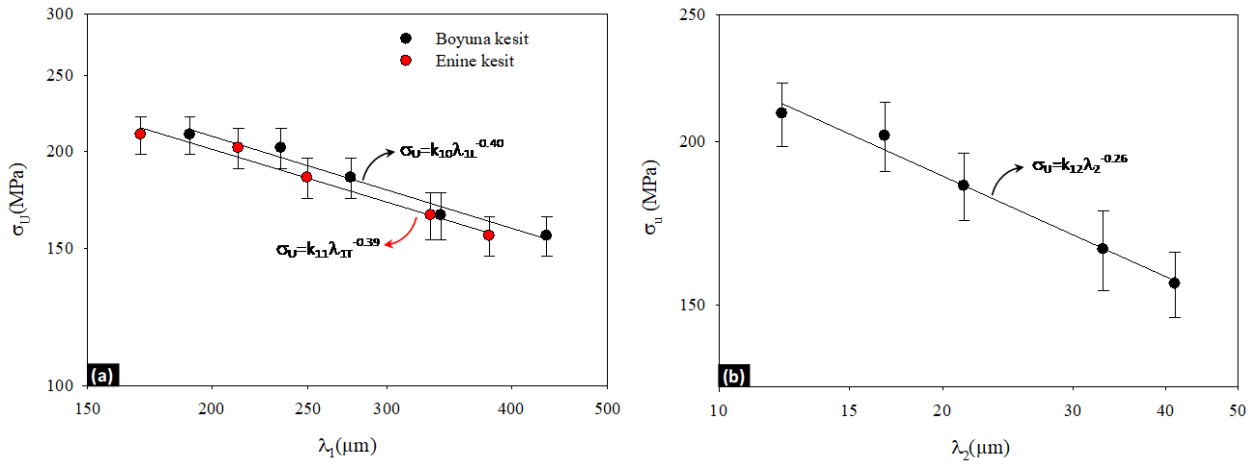 300
250
200
150
100
σU(MPa)
Boyuna kesit
Enine kesit
σU=k10λ1L-0.40
σU=k11λ1T-0.39
(a)
150 200 250 300 400 500
λ1(µm)
250
200
150
σu (MPa)
σU=k12λ2-0.26
(b)
10 15 20 30 40 50
λ2(µm)